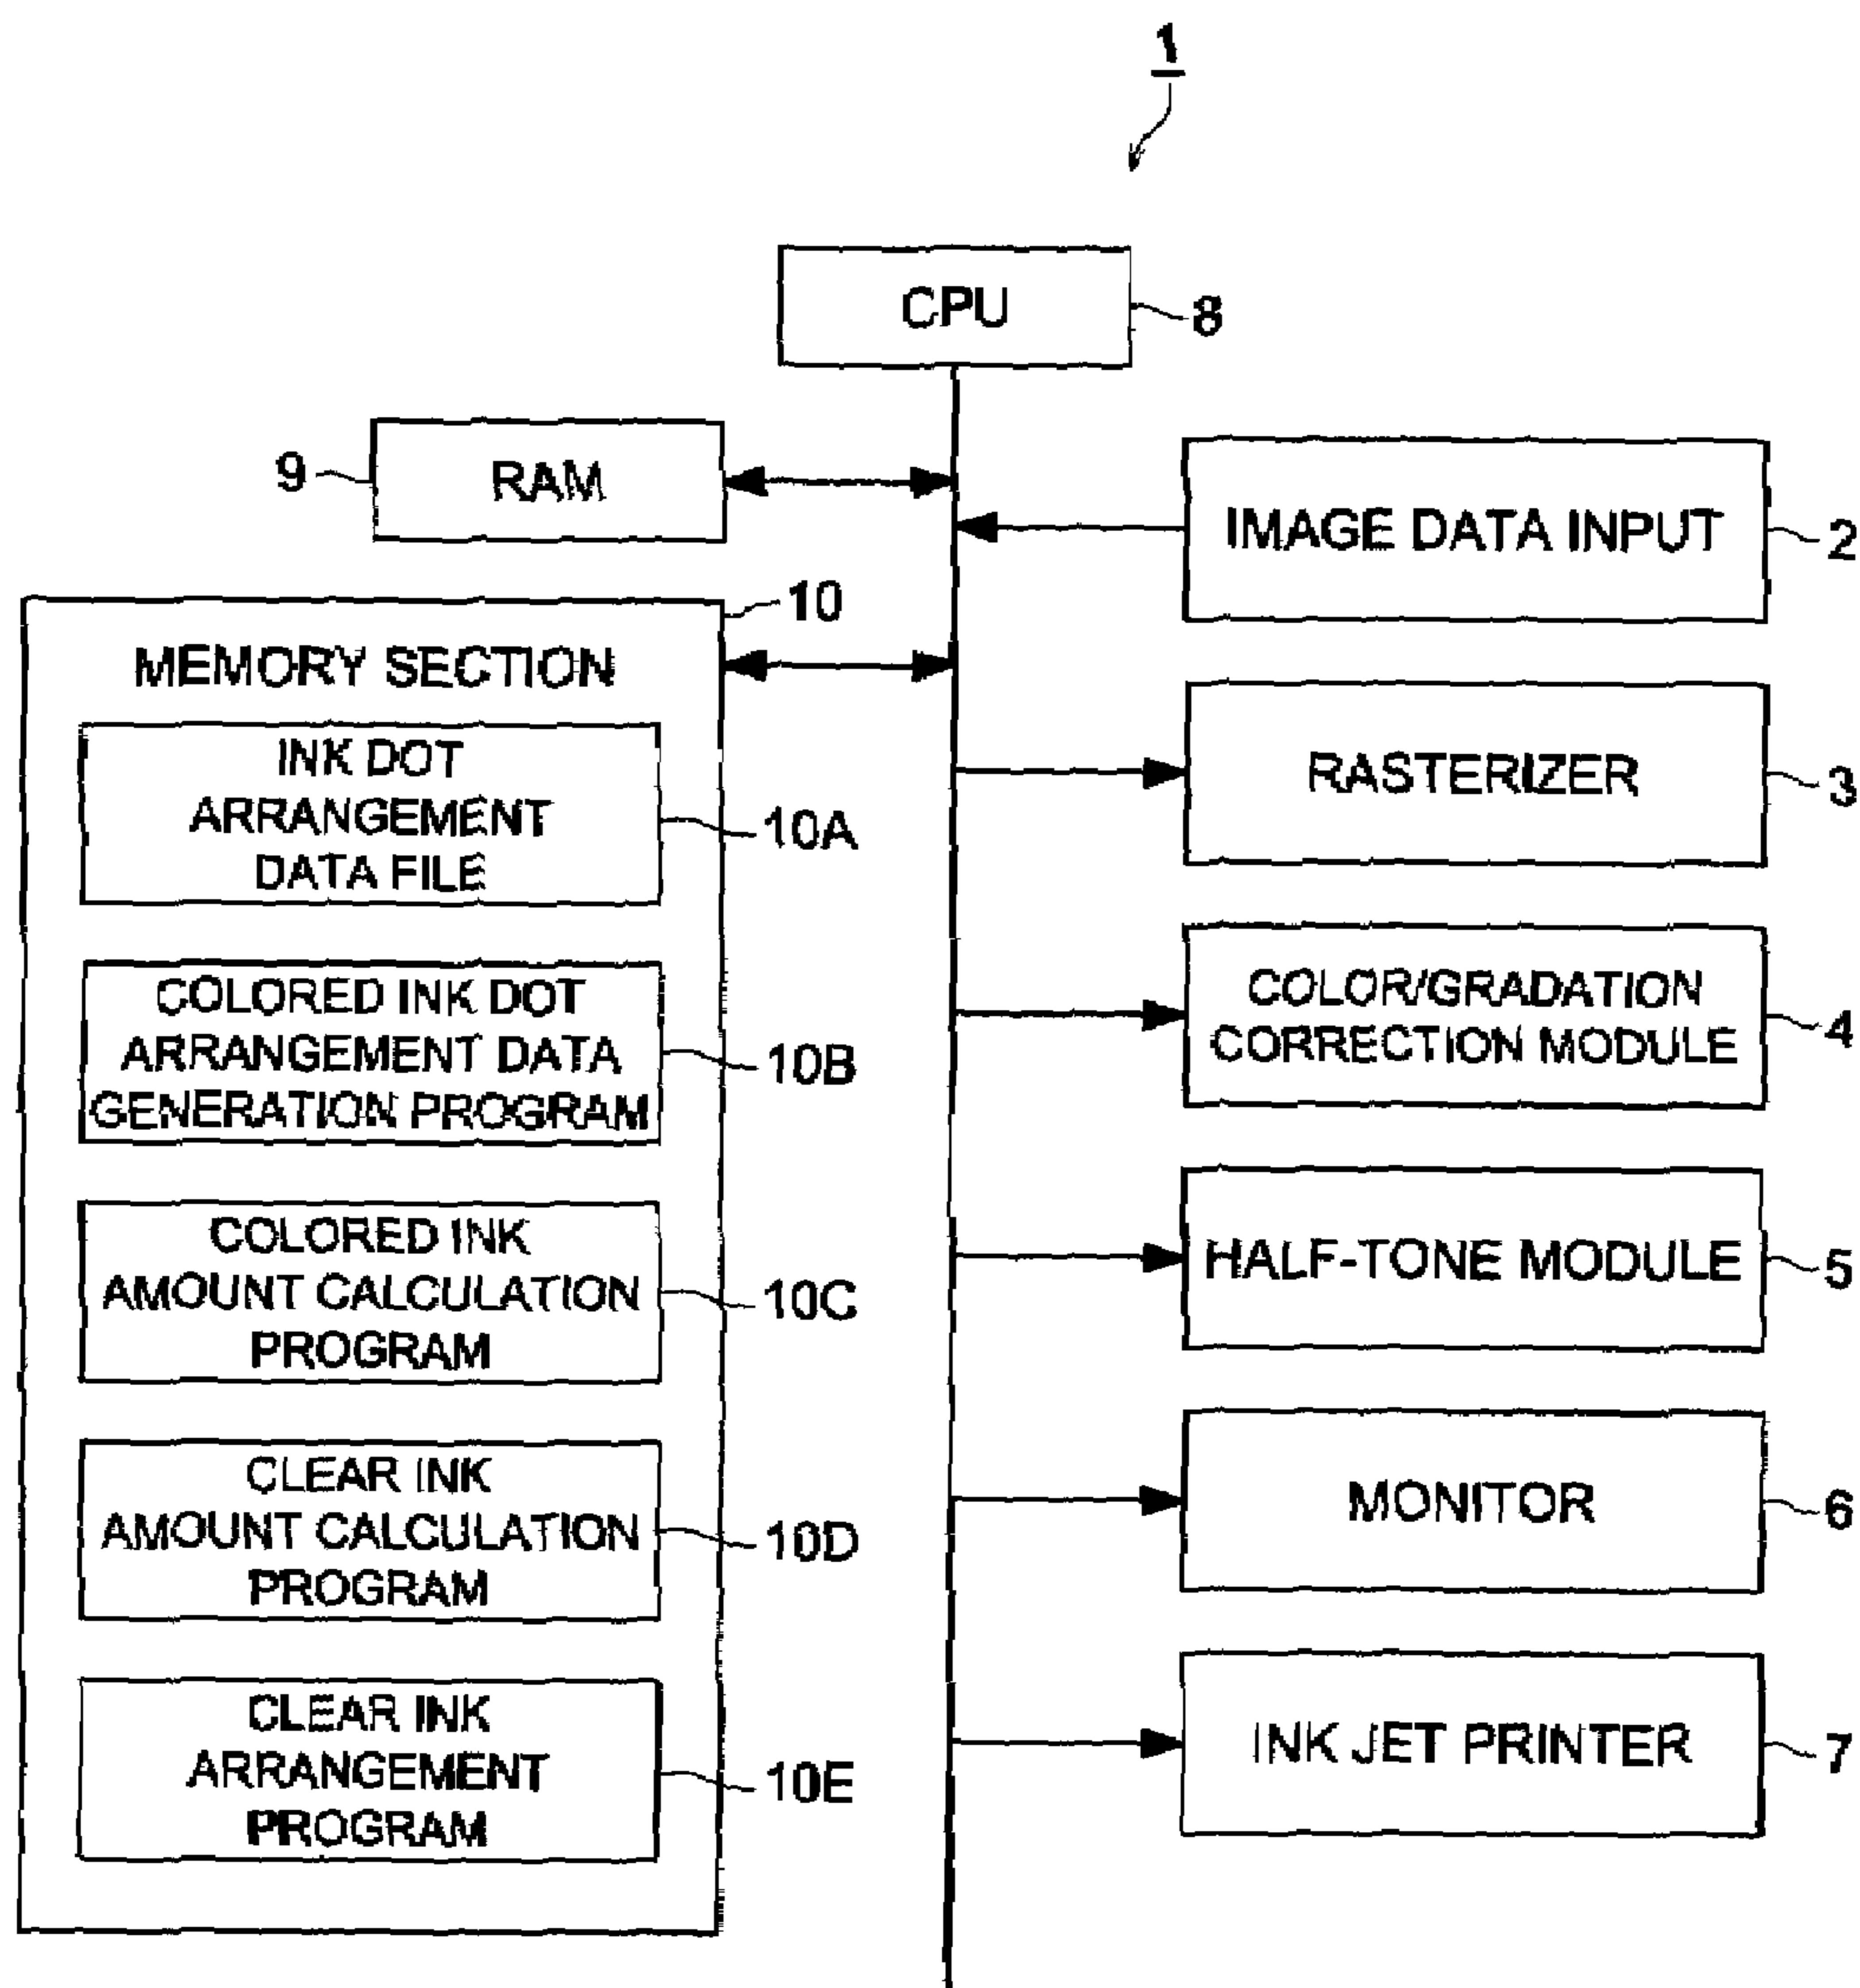 1
CPU
8
9
RAM
IMAGE DATA INPUT
2
10
MEMORY SECTION
INK DOT
ARRANGEMENT
DATA FILE
10A
RASTERIZER
3
COLORED INK DOT
ARRANGEMENT DATA
GENERATION PROGRAM
10B
COLOR/GRADATION
CORRECTION MODULE
4
COLORED INK
AMOUNT CALCULATION
PROGRAM
10C
HALF-TONE MODULE
5
CLEAR INK
AMOUNT CALCULATION
PROGRAM
10D
MONITOR
6
CLEAR INK
ARRANGEMENT
PROGRAM
10E
INK JET PRINTER
7